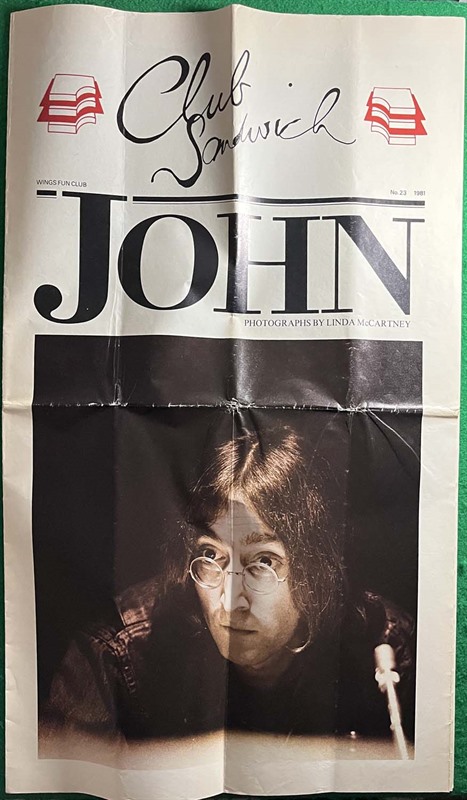 Club
Sandwich
WINGS FUN CLUB
No. 23 1981
JOHN
PHOTOGRAPHS BY LINDA McCARTNEY